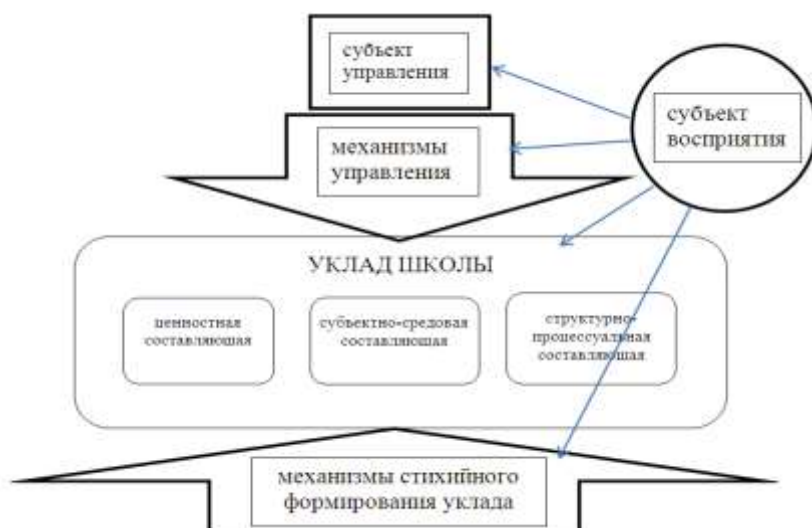 субъект
управления
субъект
восприятия
механизмы
управления
УКЛАД ШКОЛЫ
ценностная
составляющая
субъектно-средовая
составляющая
структурно-
процессуальная
составляющая
механизмы стихийного
формирования уклада